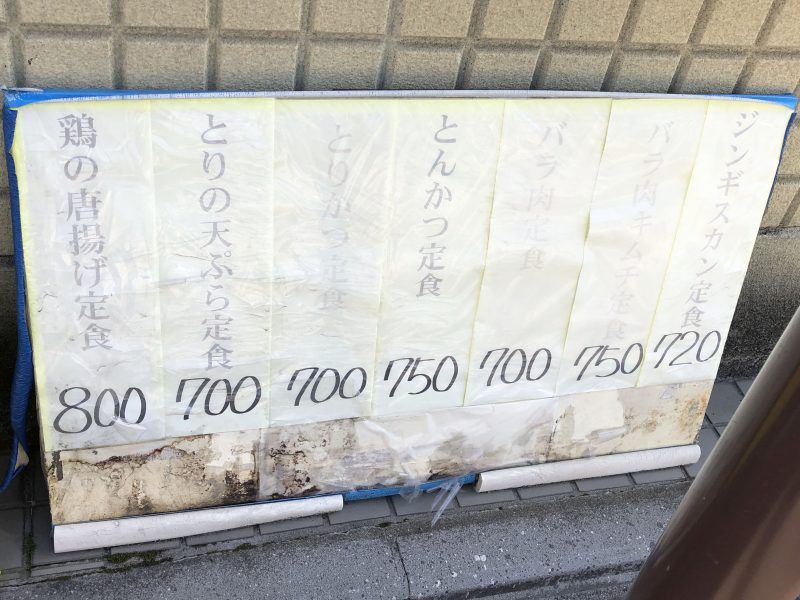 ジンギスカン定食
720
バラ肉キムチ定食
750
バラ肉定食
700
とんかつ定食
750
とりかつ定食
700
とりの天ぷら定食
700
鶏の唐揚げ定食
800